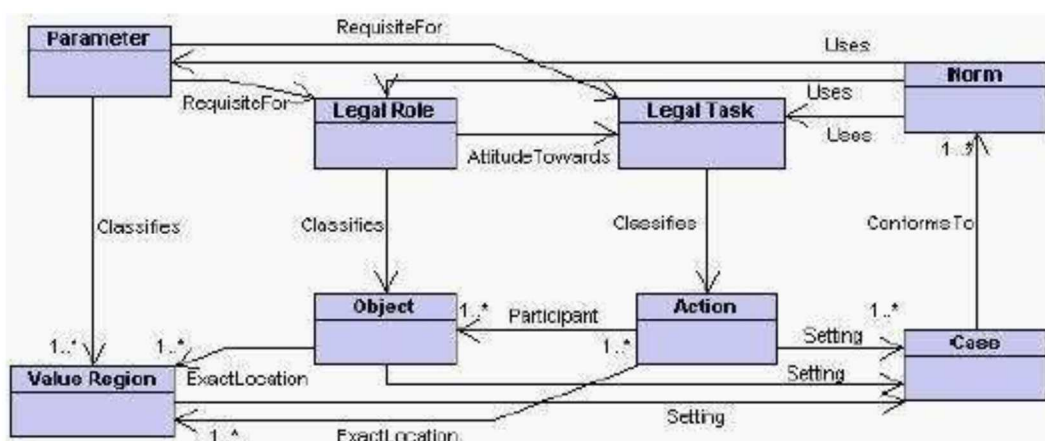 RequisiteFor
Parameter
Uses
Norm
RequisiteFor
Legal Role
Legal Task
Uses
Uses
AttitudeTowards
1..*
Classifies
Classifies
Classifies
ConformsTo
Object
1..*
Participant
Action
1..*
1..*
1..*
1..*
Setting
Case
Value Region
ExactLocation
Setting
Setting
1..*
ExactLocation